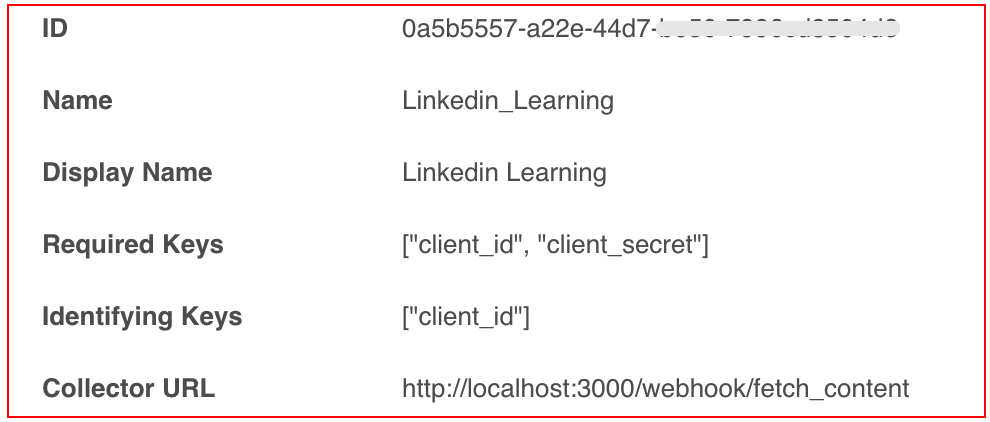 ID 0a5b5557-a22e-44d7-
Name Linkedin_Learning
Display Name Linkedin Learning
Required Keys ["client_id", "client_secret"]
Identifying Keys ["client_id"]
Collector URL http://localhost:3000/webhook/fetch_content